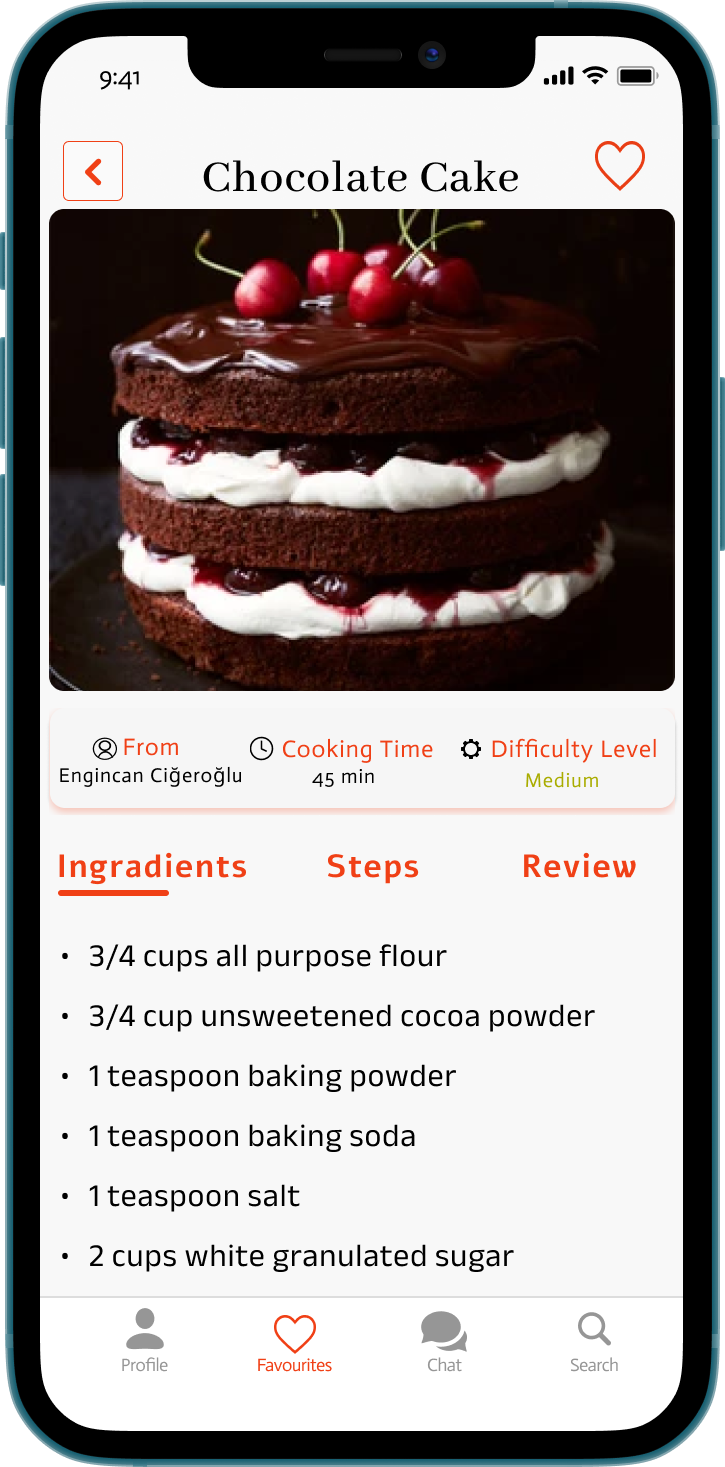 9:41
Chocolate Cake
From
Engincan Ciğeroğlu
Cooking Time
45 min
Difficulty Level
Medium
Ingradients Steps Review
• 3/4 cups all purpose flour
• 3/4 cup unsweetened cocoa powder
• 1 teaspoon baking powder
• 1 teaspoon baking soda
• 1 teaspoon salt
• 2 cups white granulated sugar
Profile Favourites Chat Search